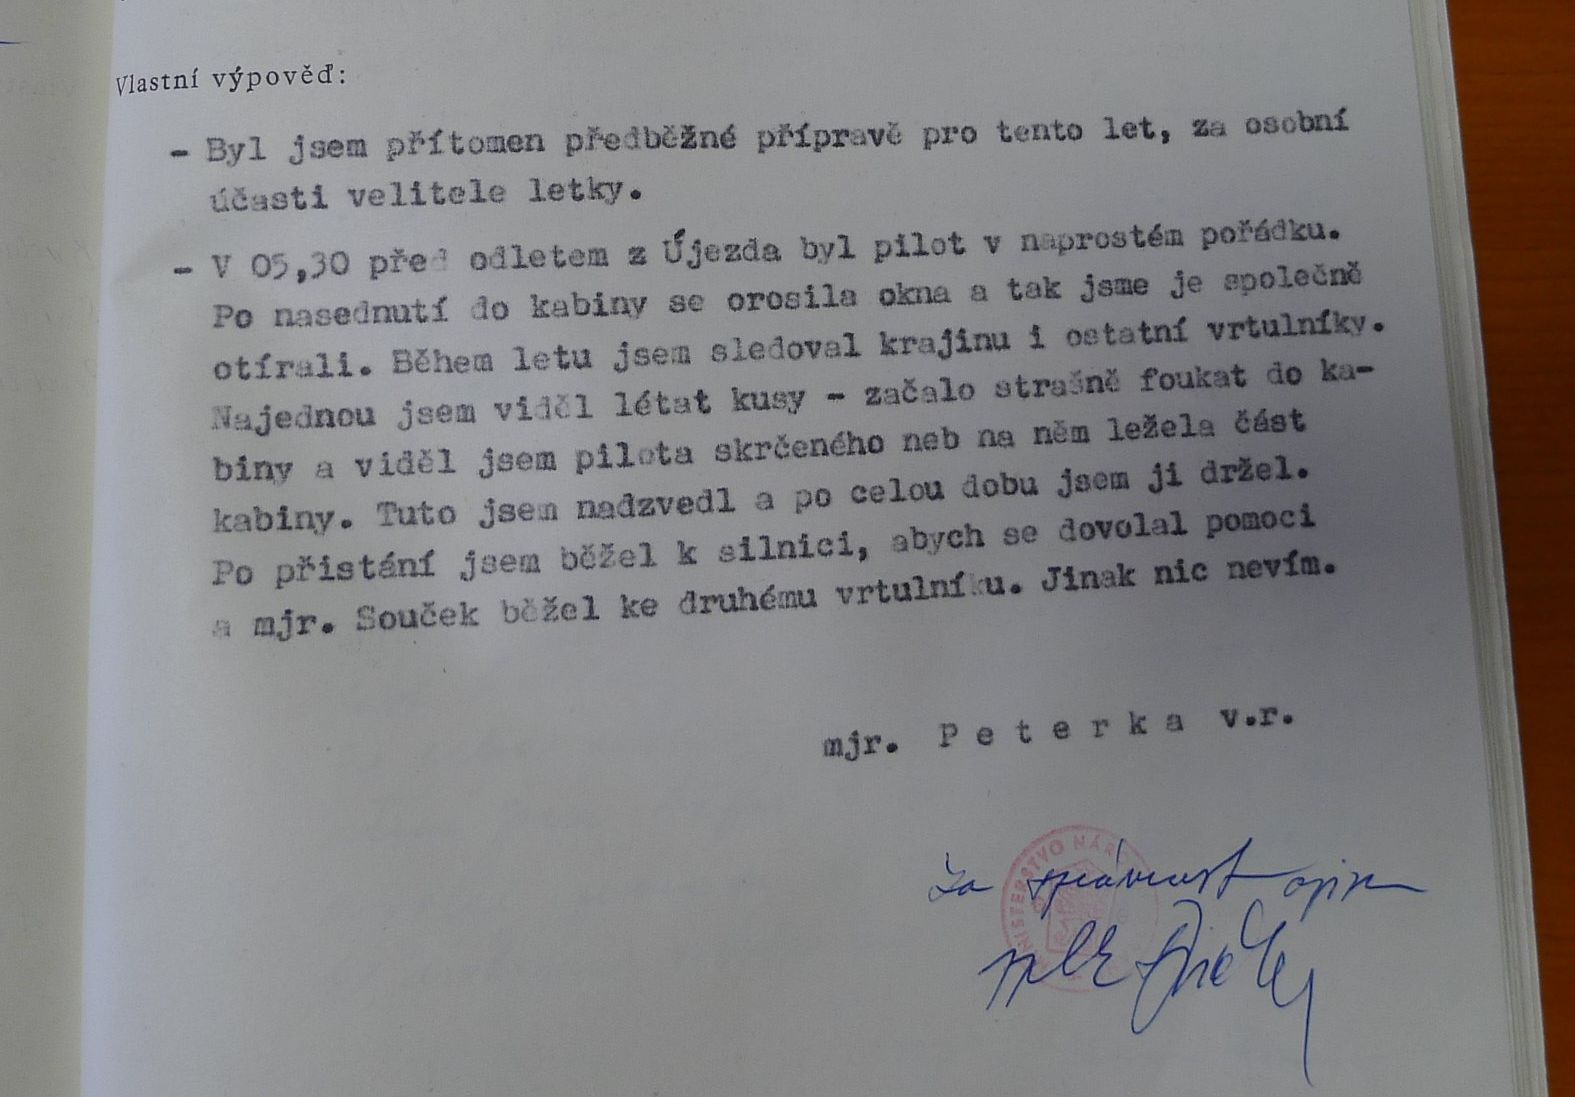 Vlastní výpověď:
- Byl jsem přítomen předběžné přípravě pro tento let, za osobní
účasti velitele letky.
- V 05,30 před odletem z Újezda byl pilot v naprostém pořádku.
Po nasednutí do kabiny se orosila okna a tak jsme je společně
otírali. Během letu jsem sledoval krajinu i ostatní vrtulníky.
Najednou jsem viděl létat kusy - začalo strašně foukat do ka-
biny a viděl jsem pilota skrčeného neb na něm ležela část
kabiny. Tuto jsem nadzvedl a po celou dobu jsem ji držel.
Po přistání jsem běžel k silnici, abych se dovolal pomoci
a mjr. Souček běžel ke druhému vrtulníku. Jinak nic nevím.
mjr. Peterka v.r.
Za správnost opisu
pplk